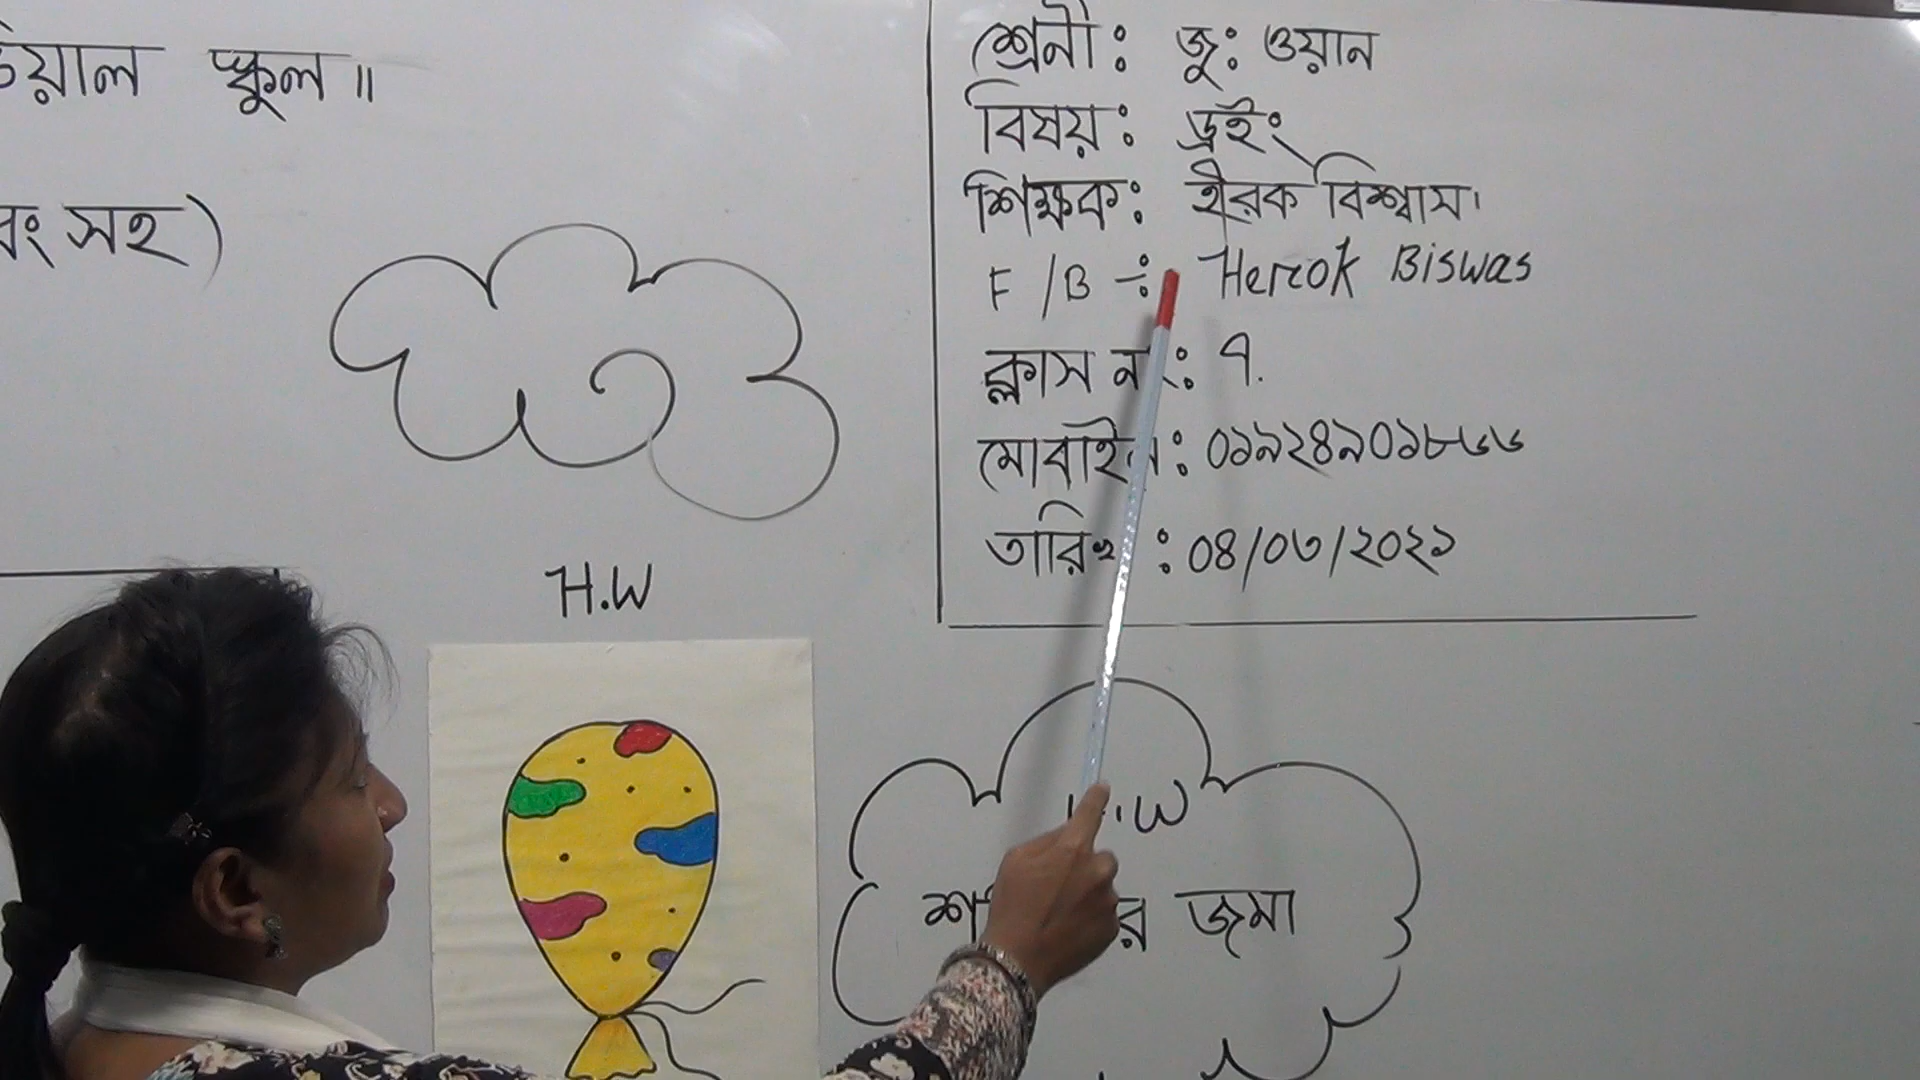 স্কুল॥
সহ)
শ্রেনী: জু: ওয়ান
বিষয়: ড্রইং
শিক্ষক: হীরক বিশ্বাস।
F/B ÷ Herok Biswas
ক্লাস নং: ৭.
মোবাইল: ০১৯২৪৯০১৮৬৬
তারিখ : ০৪/০৩/২০২১
H.W
জমা